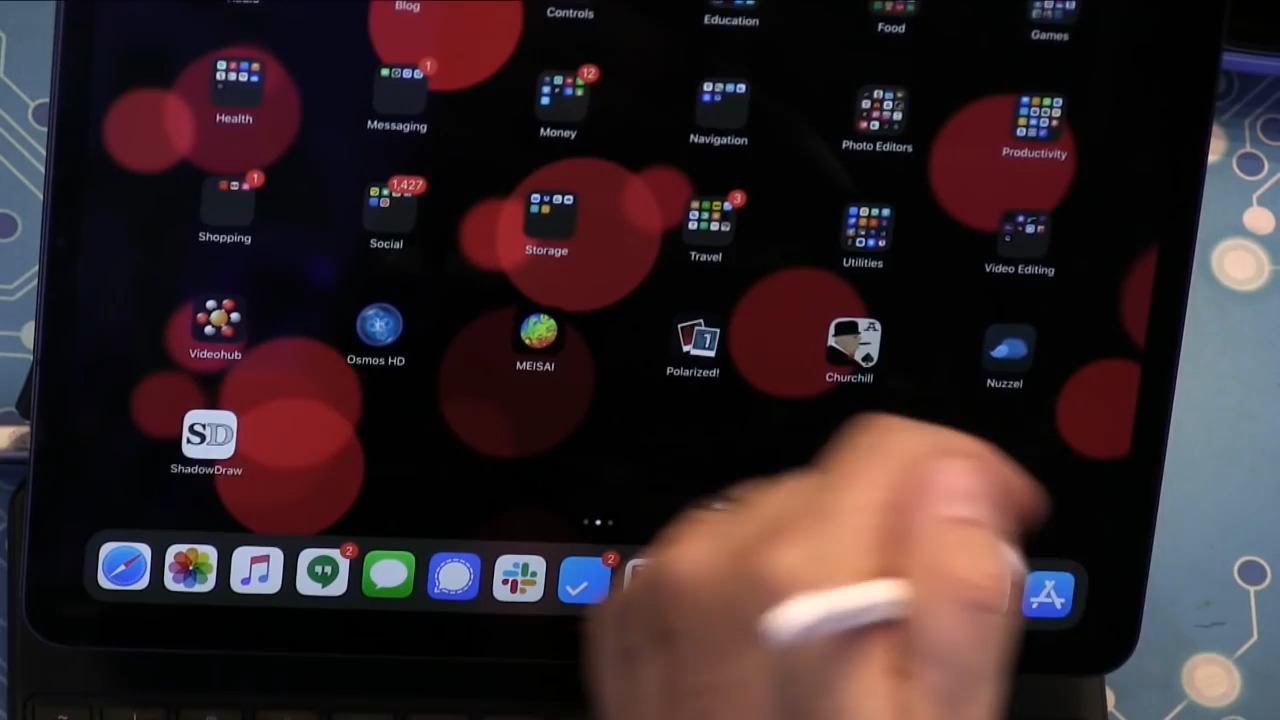 Blog
Controls
Education
Food
Games
Health
Messaging
1
Money
12
Navigation
Photo Editors
Productivity
Shopping
1
Social
1,427
Storage
Travel
3
Utilities
Video Editing
Videohub
Osmos HD
MEISAI
Polarized!
1
Churchill
A
Nuzzel
SD
ShadowDraw
2
2